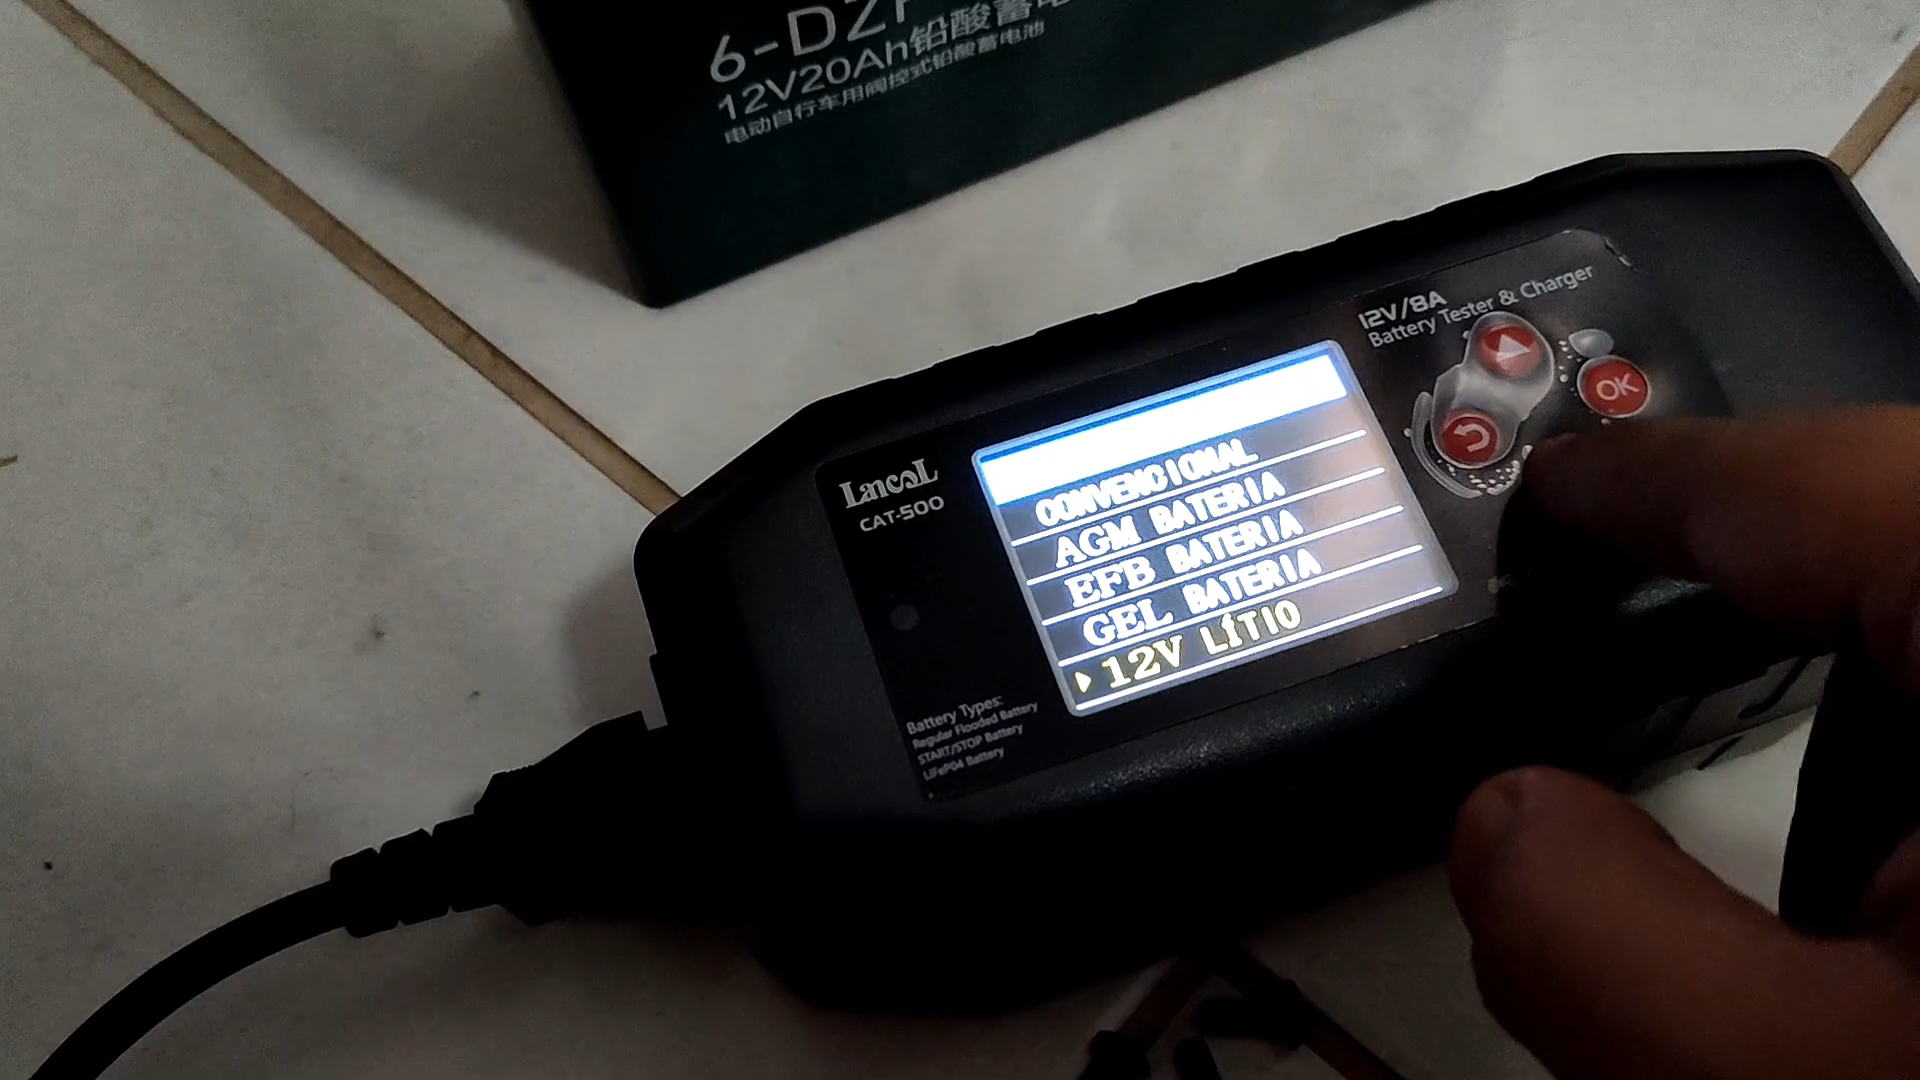 6-DZF
12V20Ah铅酸蓄电
电动自行车用阀控式铅酸蓄电池
12V/8A
Battery Tester & Charger
OK
Lancol
CAT-500
CONVENCIONAL
AGM BATERIA
EFB BATERIA
GEL BATERIA
12V LÍTIO
Battery Types:
Regular Flooded Battery
START/STOP Battery
LiFePO4 Battery